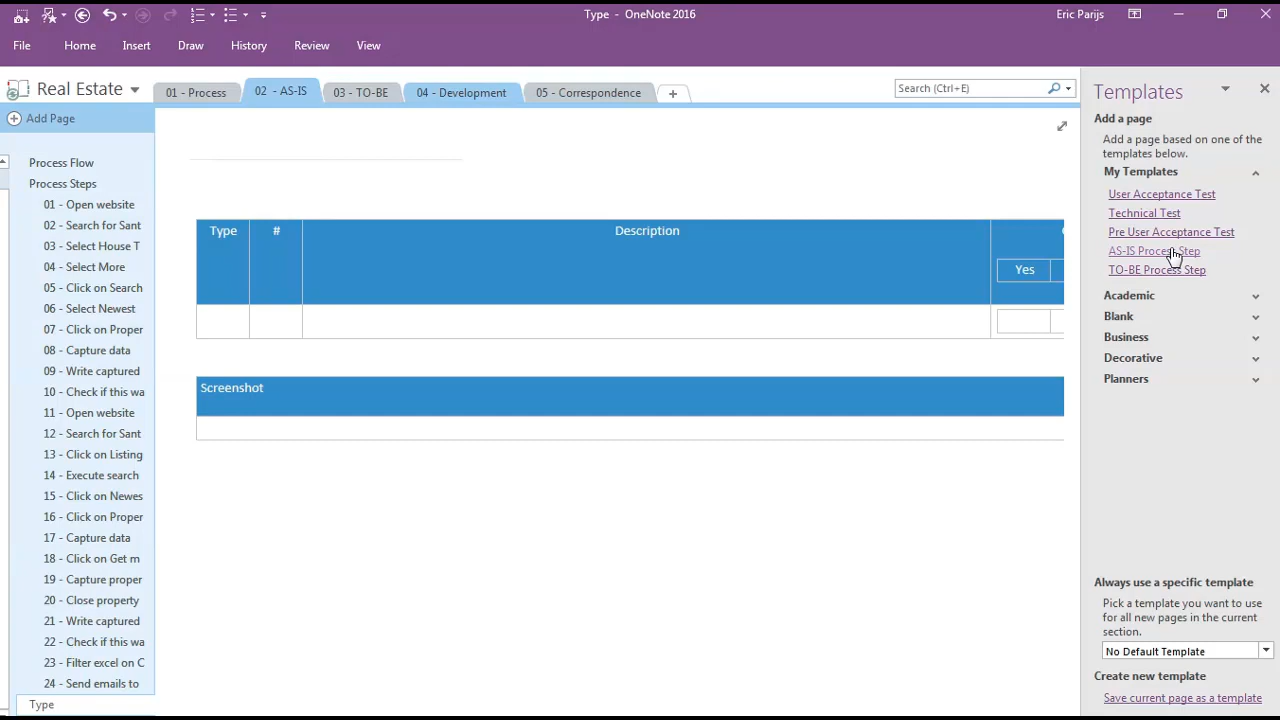 Type - OneNote 2016
Eric Parijs
File Home Insert Draw History Review View
Real Estate
01 - Process
02 - AS-IS
03 - TO-BE
04 - Development
05 - Correspondence
Search (Ctrl+E)
Add Page
Process Flow
Process Steps
01 - Open website
02 - Search for Sant
03 - Select House T
04 - Select More
05 - Click on Search
06 - Select Newest
07 - Click on Proper
08 - Capture data
09 - Write captured
10 - Check if this wa
11 - Open website
12 - Search for Sant
13 - Click on Listing
14 - Execute search
15 - Click on Newes
16 - Click on Proper
17 - Capture data
18 - Click on Get m
19 - Capture proper
20 - Close property
21 - Write captured
22 - Check if this wa
23 - Filter excel on C
24 - Send emails to
Type
Type # Description
Yes
Screenshot
Templates
Add a page
Add a page based on one of the
templates below.
My Templates
User Acceptance Test
Technical Test
Pre User Acceptance Test
AS-IS Process Step
TO-BE Process Step
Academic
Blank
Business
Decorative
Planners
Always use a specific template
Pick a template you want to use
for all new pages in the current
section.
No Default Template
Create new template
Save current page as a template